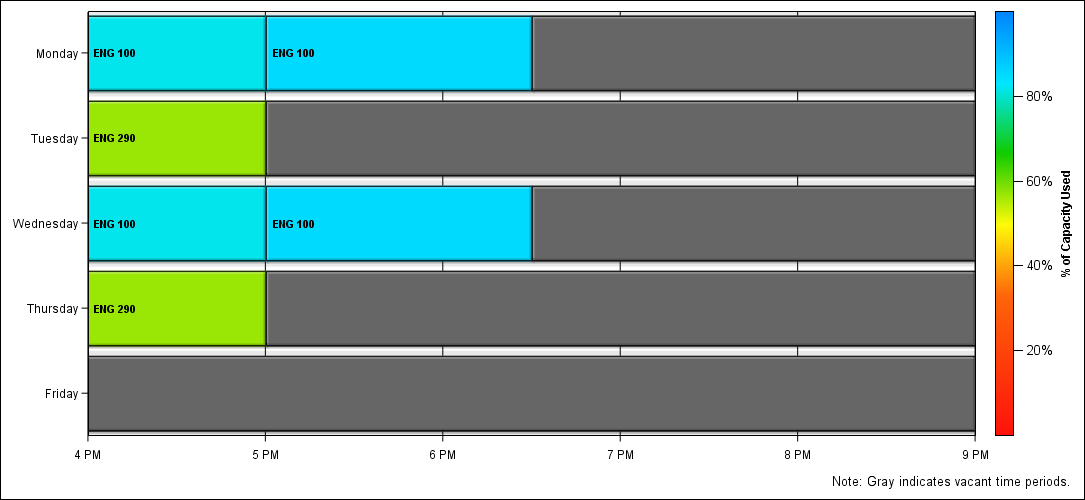 Monday
ENG 100
ENG 100
Tuesday
ENG 290
Wednesday
ENG 100
ENG 100
Thursday
ENG 290
Friday
4 PM
5 PM
6 PM
7 PM
8 PM
9 PM
80%
60%
40%
20%
% of Capacity Used
Note: Gray indicates vacant time periods.